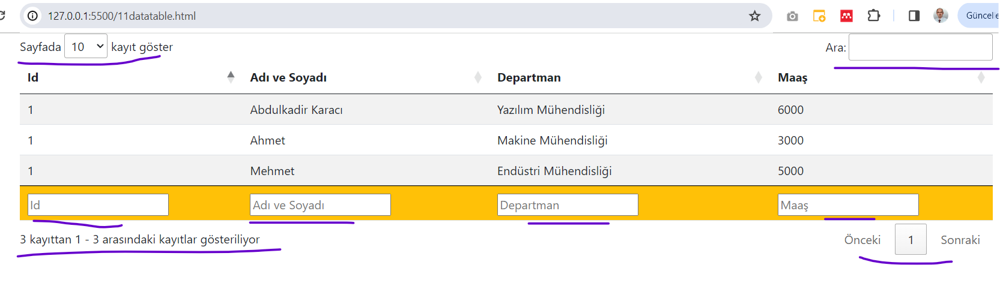 127.0.0.1:5500/11datatable.html
Güncelle
Sayfada 10 kayıt göster
Ara:
Id Adı ve Soyadı Departman Maaş
1 Abdulkadir Karacı Yazılım Mühendisliği 6000
1 Ahmet Makine Mühendisliği 3000
1 Mehmet Endüstri Mühendisliği 5000
Id Adı ve Soyadı Departman Maaş
3 kayıttan 1 - 3 arasındaki kayıtlar gösteriliyor
Önceki 1 Sonraki